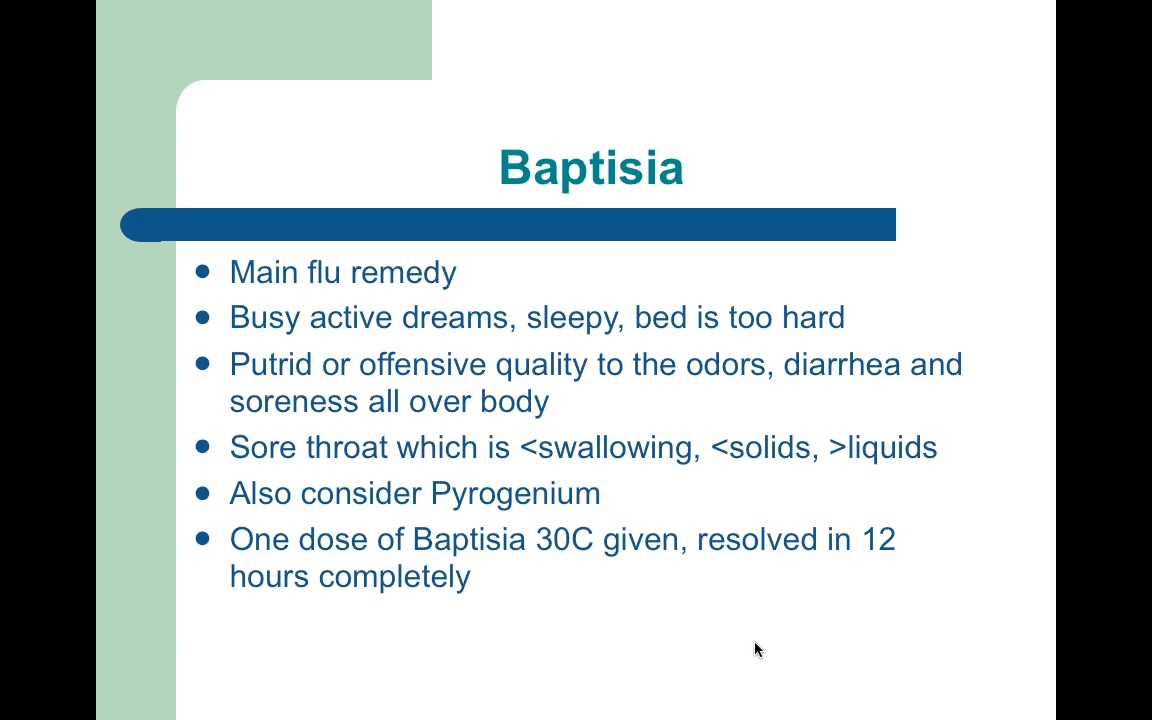 Baptisia
Main flu remedy
Busy active dreams, sleepy, bed is too hard
Putrid or offensive quality to the odors, diarrhea and
soreness all over body
Sore throat which is <swallowing, <solids, >liquids
Also consider Pyrogenium
One dose of Baptisia 30C given, resolved in 12
hours completely